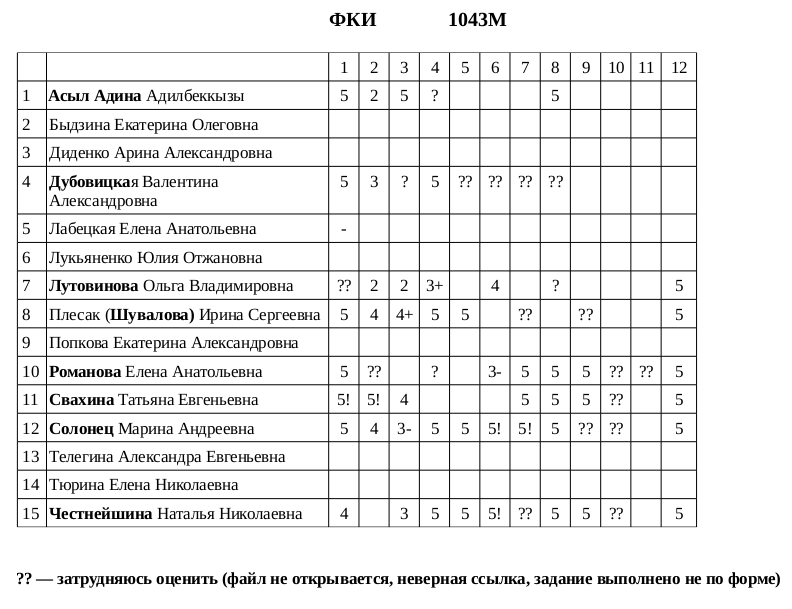 ФКИ 1043М
1 2 3 4 5 6 7 8 9 10 11 12
1 Асыл Адина Адилбеккызы 5 2 5 ? 5
2 Быдзина Екатерина Олеговна
3 Диденко Арина Александровна
4 Дубовицкая Валентина 5 3 ? 5 ?? ?? ?? ??
Александровна
5 Лабецкая Елена Анатольевна -
6 Лукьяненко Юлия Отжановна
7 Лутовинова Ольга Владимировна ?? 2 2 3+ 4 ? 5
8 Плесак (Шувалова) Ирина Сергеевна 5 4 4+ 5 5 ?? ?? 5
9 Попкова Екатерина Александровна
10 Романова Елена Анатольевна 5 ?? ? 3- 5 5 5 ?? ?? 5
11 Свахина Татьяна Евгеньевна 5! 5! 4 5 5 5 ?? 5
12 Солонец Марина Андреевна 5 4 3- 5 5 5! 5! 5 ?? ?? 5
13 Телегина Александра Евгеньевна
14 Тюрина Елена Николаевна
15 Честнейшина Наталья Николаевна 4 3 5 5 5! ?? 5 5 ?? 5
?? — затрудняюсь оценить (файл не открывается, неверная ссылка, задание выполнено не по форме)